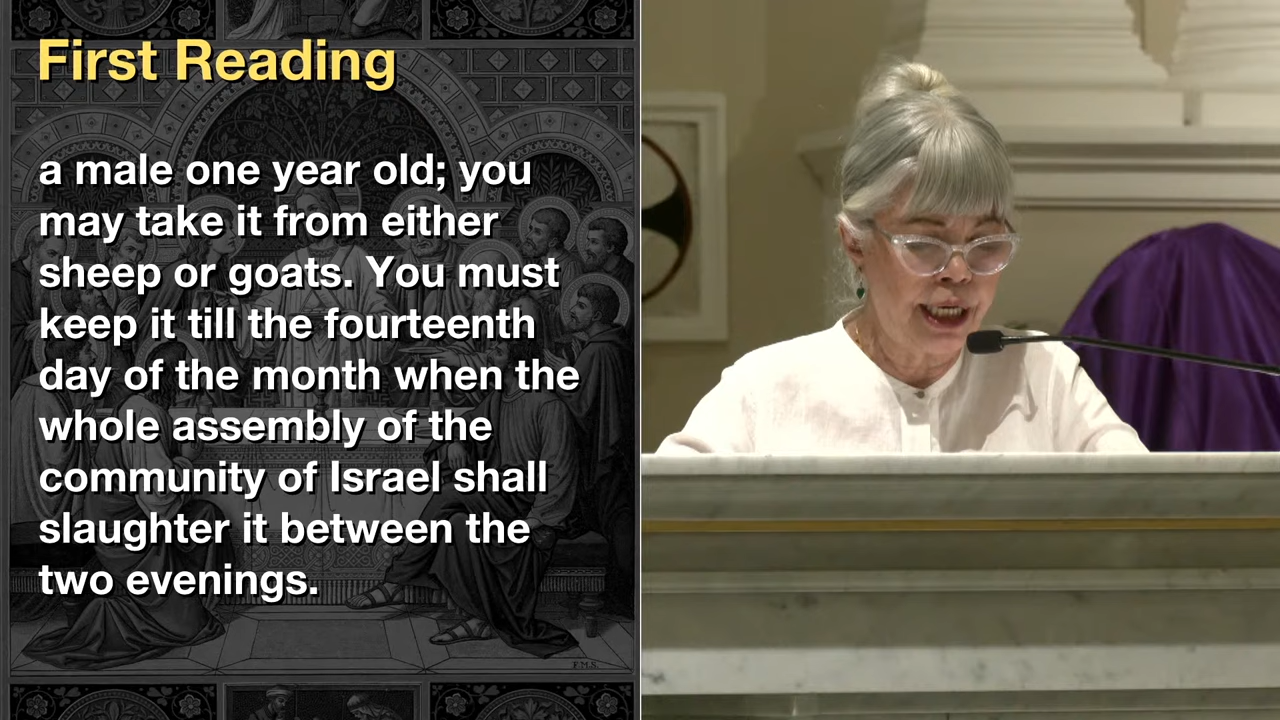 First Reading
a male one year old; you
may take it from either
sheep or goats. You must
keep it till the fourteenth
day of the month when the
whole assembly of the
community of Israel shall
slaughter it between the
two evenings.
F.M.S.